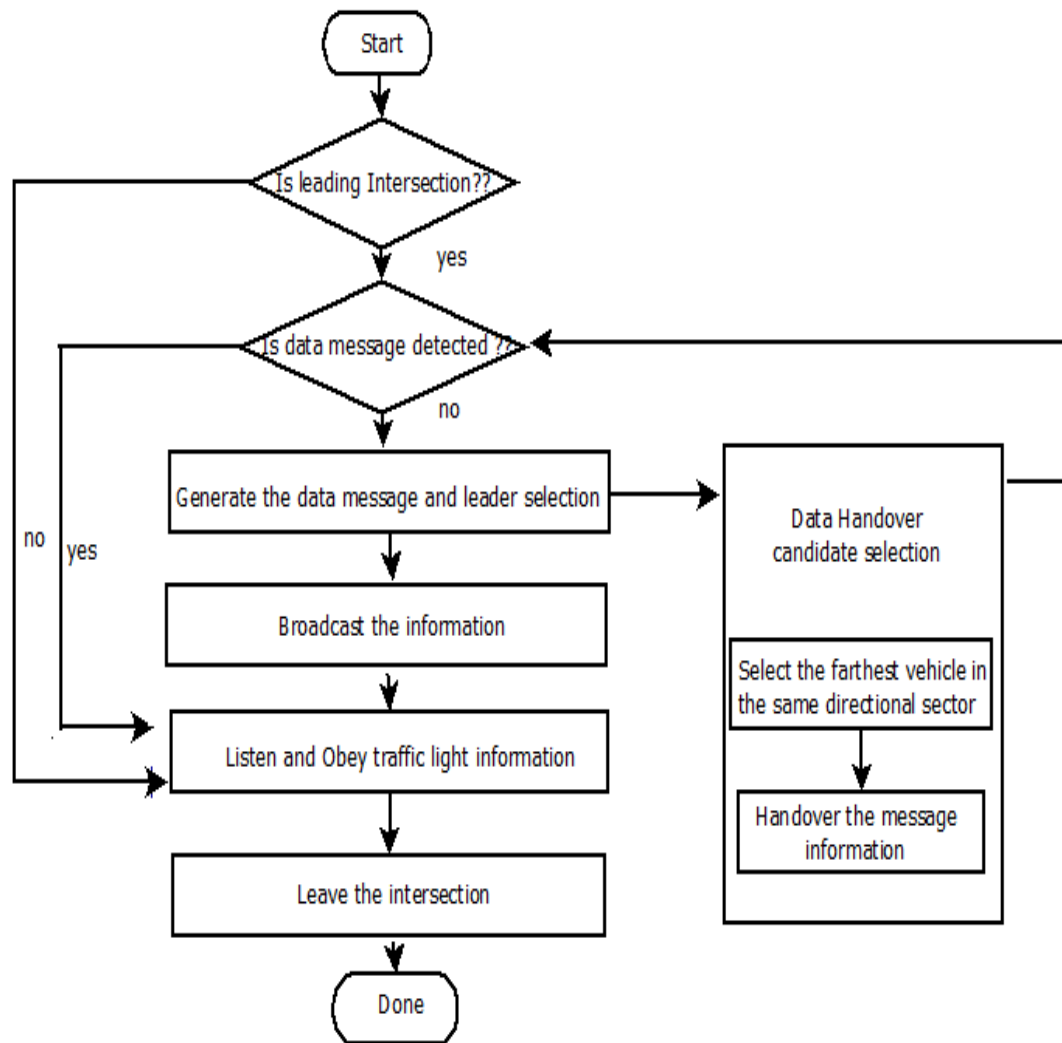 Start
Is leading Intersection??
yes
Is data message detected ??
no
Generate the data message and leader selection
no
yes
Data Handover
candidate selection
Broadcast the information
Select the farthest vehicle in
the same directional sector
Listen and Obey traffic light information
Handover the message
information
Leave the intersection
Done